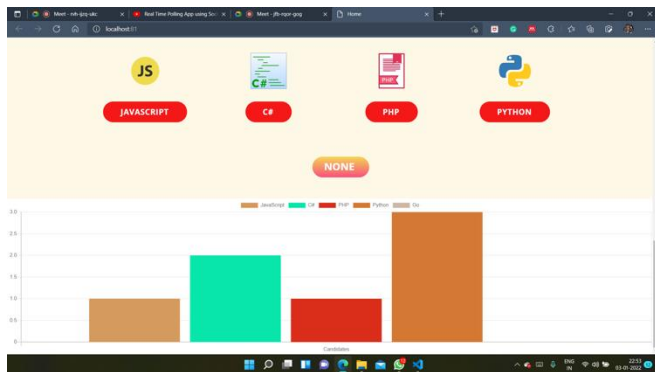 Meet - nvh-jjzq-ukc
Real Time Polling App using Soc
Meet - jfb-nqor-gog
Home
localhost:81
JS
C#
PHP
JAVASCRIPT
C#
PHP
PYTHON
NONE
JavaScript C# PHP Python Go
3.0
2.5
2.0
1.5
1.0
0.5
0
Candidates
ENG
IN
22:53
03-01-2022